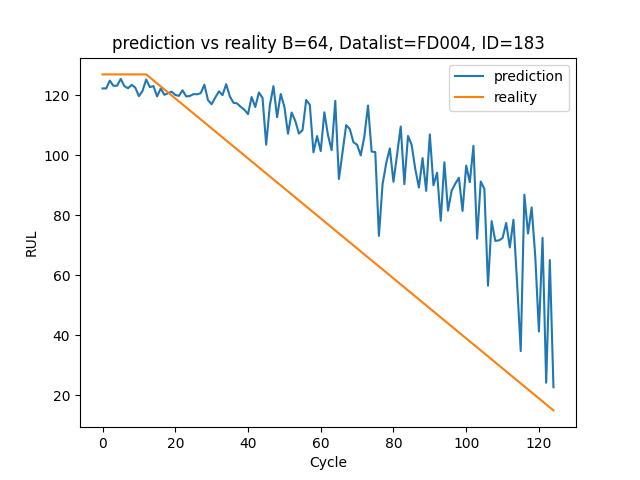 prediction vs reality B=64, Datalist=FD004, ID=183
prediction
reality
RUL
120
100
80
60
40
20
0 20 40 60 80 100 120
Cycle